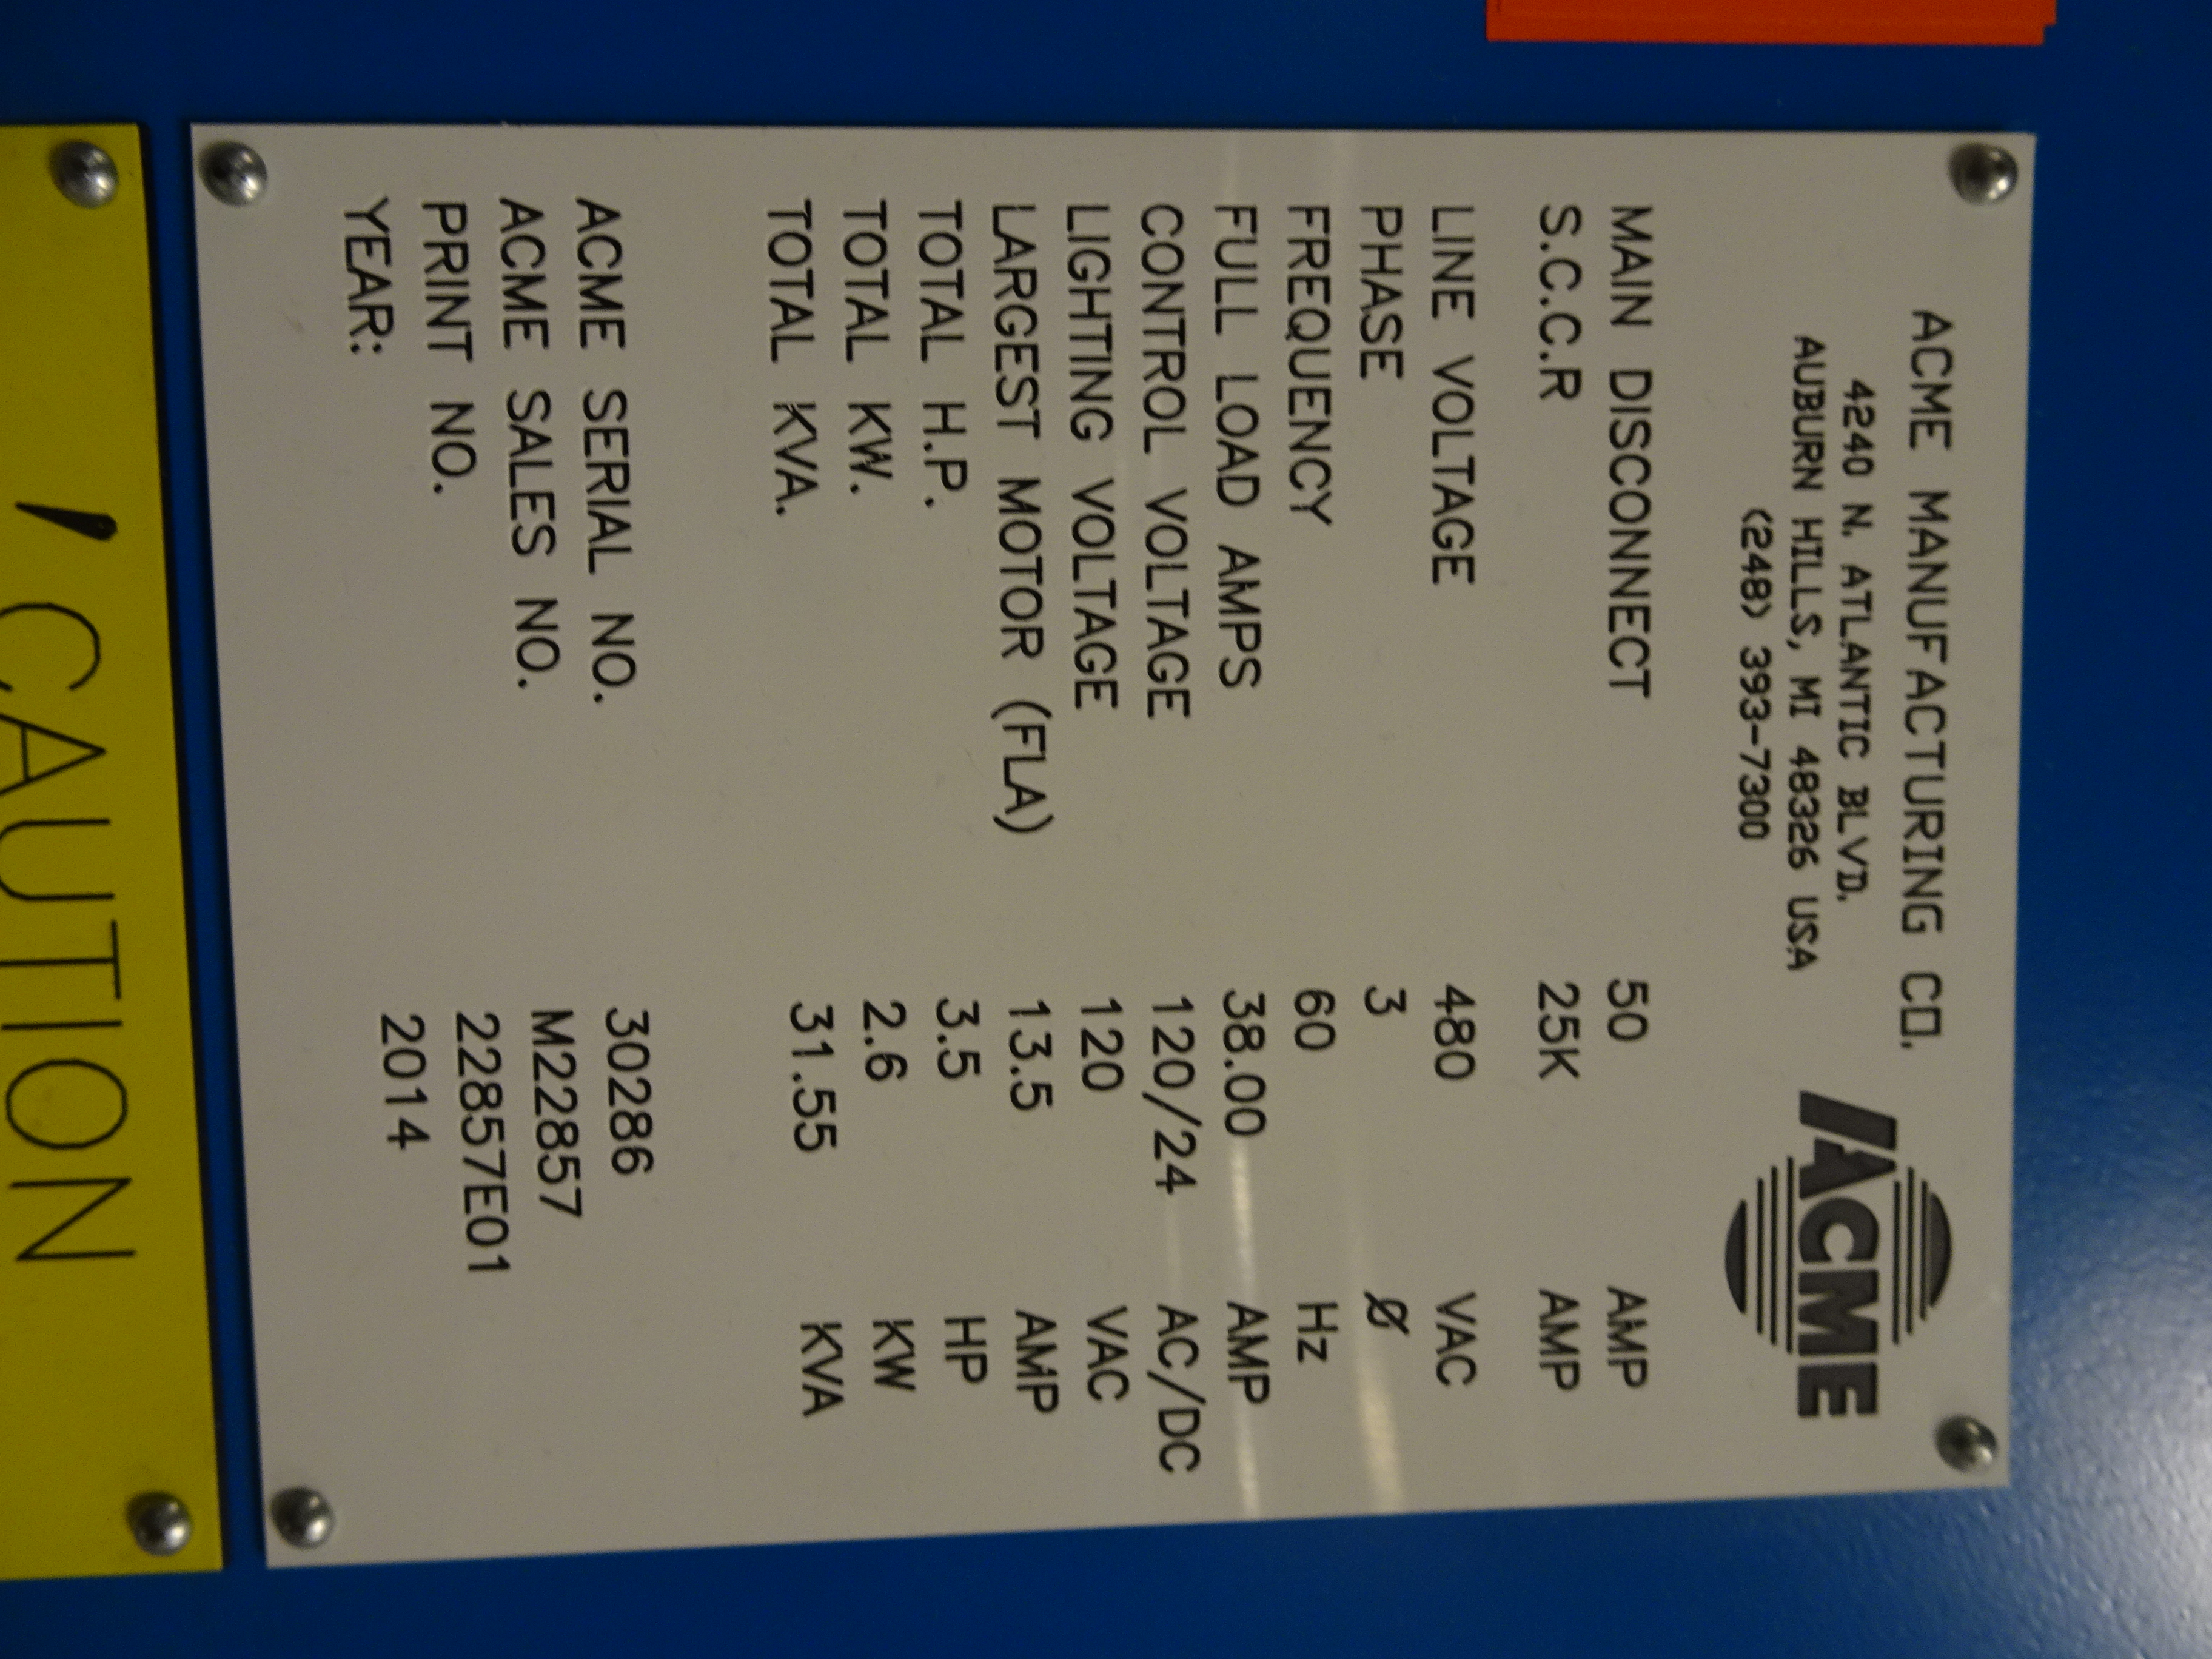 ACME MANUFACTURING CO.
4240 N. ATLANTIC BLVD.
AUBURN HILLS, MI 48326 USA
(248) 393-7300
ACME
MAIN DISCONNECT 50 AMP
S.C.C.R 25K AMP
LINE VOLTAGE 480 VAC
PHASE 3 Ø
FREQUENCY 60 Hz
FULL LOAD AMPS 38.00 AMP
CONTROL VOLTAGE 120/24 AC/DC
LIGHTING VOLTAGE 120 VAC
LARGEST MOTOR (FLA) 13.5 AMP
TOTAL H.P. 3.5 HP
TOTAL KW. 2.6 KW
TOTAL KVA. 31.55 KVA
ACME SERIAL NO. 30286
ACME SALES NO. M22857
PRINT NO. 22857E01
YEAR: 2014
CAUTION